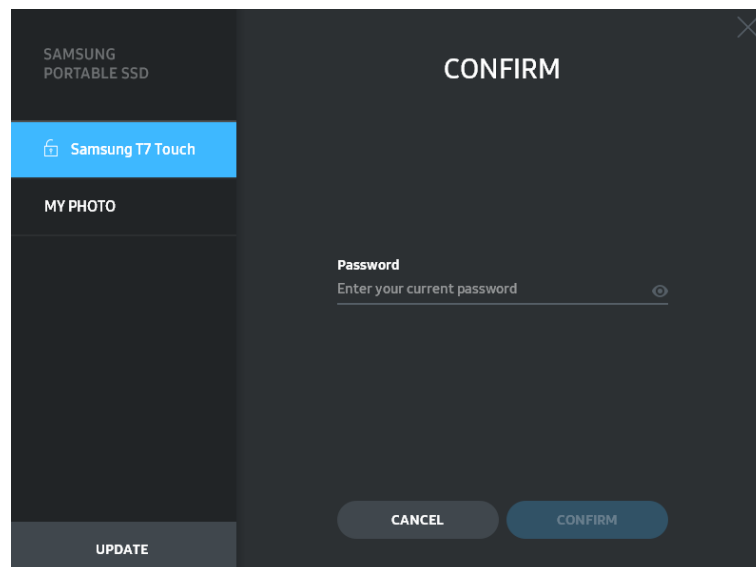 SAMSUNG
PORTABLE SSD
Samsung T7 Touch
MY PHOTO
UPDATE
CONFIRM
Password
Enter your current password
CANCEL
CONFIRM